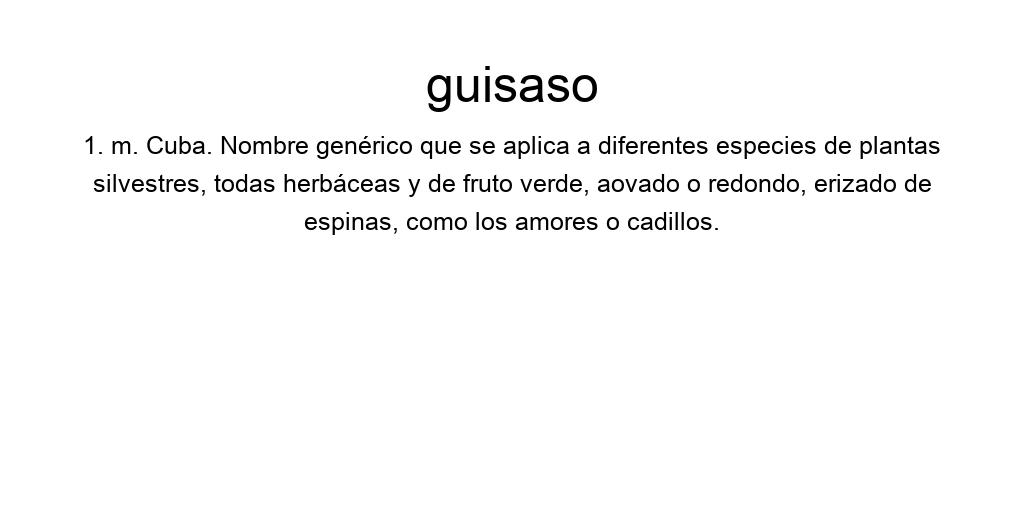 guisaso
1. m. Cuba. Nombre genérico que se aplica a diferentes especies de plantas
silvestres, todas herbáceas y de fruto verde, aovado o redondo, erizado de
espinas, como los amores o cadillos.